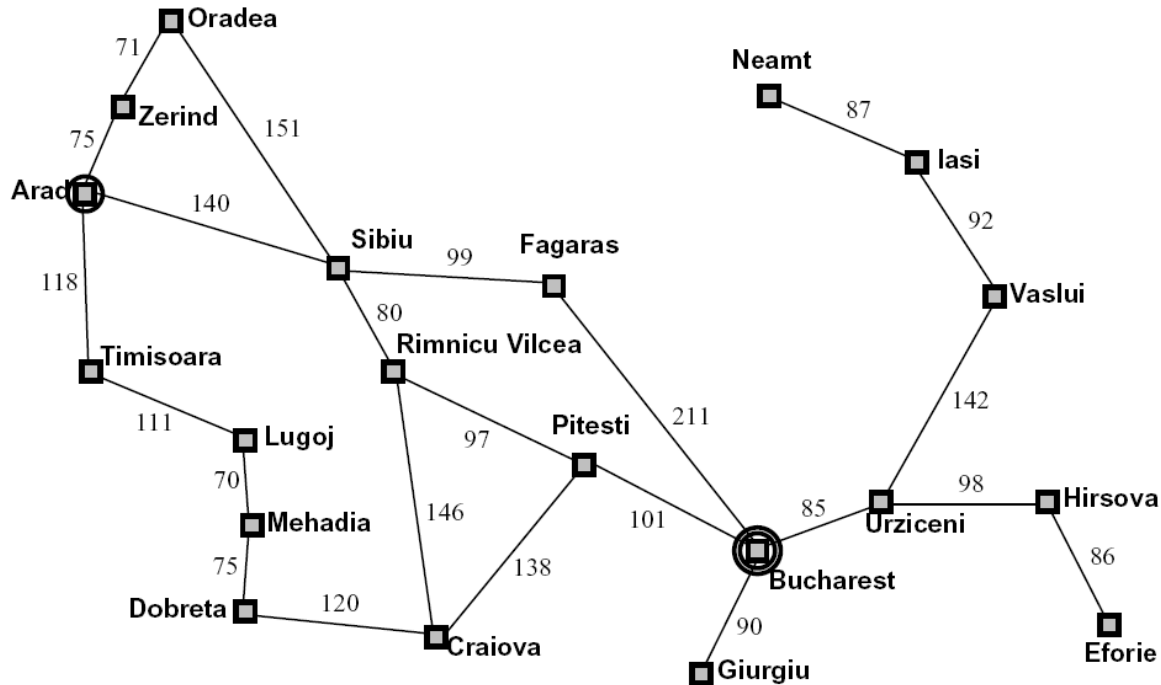 Oradea
71
Neamt
Zerind
87
75
151
Iasi
Arad
140
92
Sibiu
Fagaras
99
118
Vaslui
80
Timisoara
Rimnicu Vilcea
142
111
211
Lugoj
97
Pitesti
70
98
Hirsova
85
Mehadia
146
101
Urziceni
86
75
138
Bucharest
Dobreta
120
90
Craiova
Eforie
Giurgiu